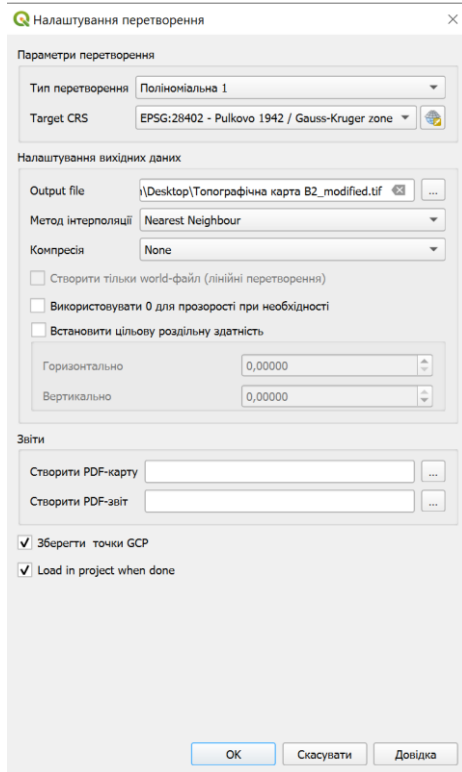 Налаштування перетворення
Параметри перетворення
Тип перетворення Поліноміальна 1
Target CRS EPSG:28402 - Pulkovo 1942 / Gauss-Kruger zone
Налаштування вихідних даних
Output file \Desktop\Топографічна карта B2_modified.tif ...
Метод інтерполяції Nearest Neighbour
Компресія None
Створити тільки world-файл (лінійні перетворення)
Використовувати 0 для прозорості при необхідності
Встановити цільову роздільну здатність
Горизонтально 0,00000
Вертикально 0,00000
Звіти
Створити PDF-карту ...
Створити PDF-звіт ...
Зберегти точки GCP
Load in project when done
OK Скасувати Довідка